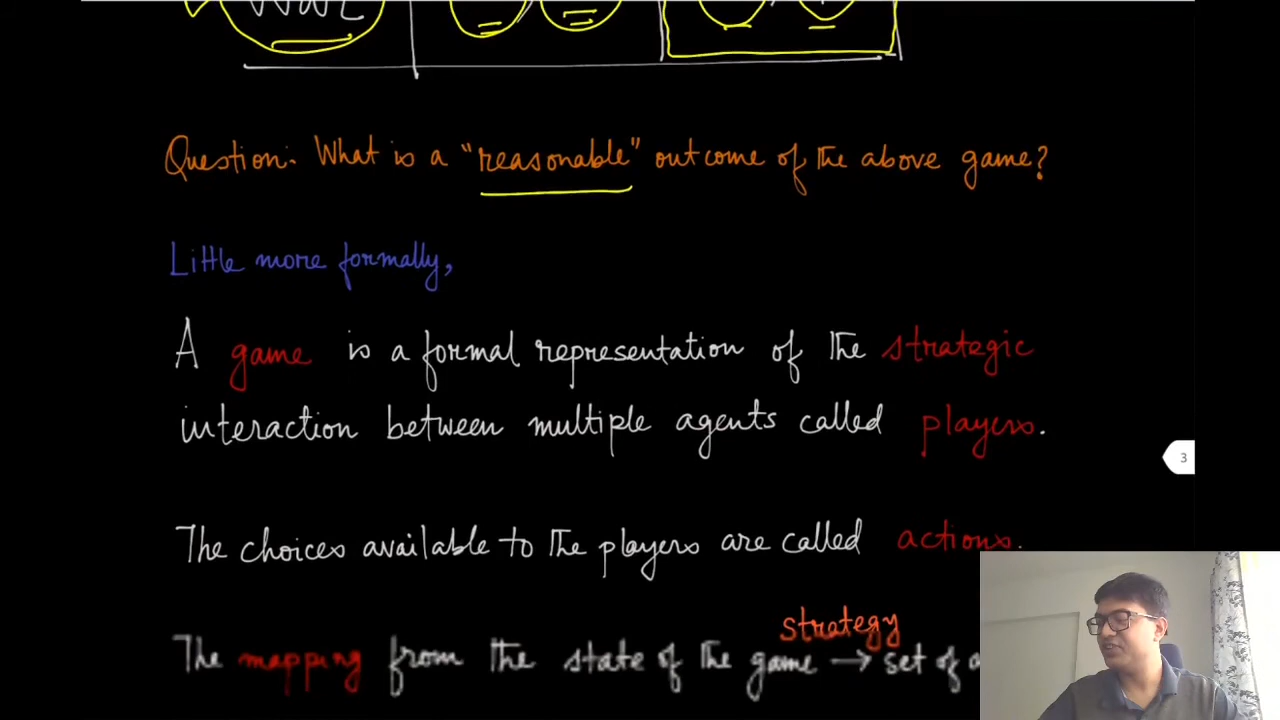 Question: What is a "reasonable" outcome of the above game?
Little more formally,
A game is a formal representation of the strategic
interaction between multiple agents called players.
3
The choices available to the players are called actions.
strategy
The mapping from the state of the game → set of